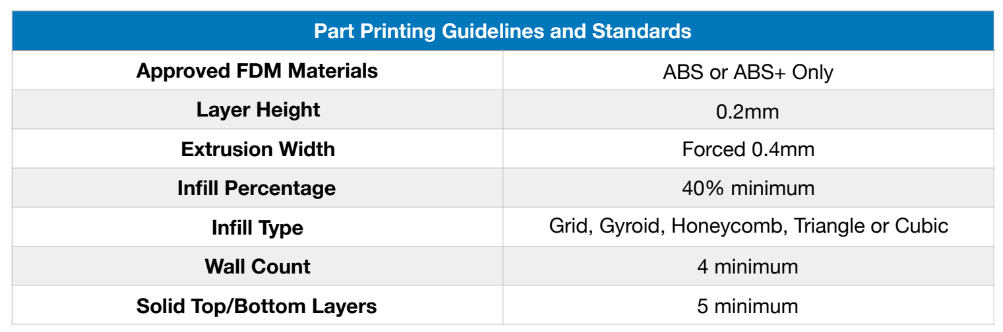 Part Printing Guidelines and Standards
Approved FDM Materials ABS or ABS+ Only
Layer Height 0.2mm
Extrusion Width Forced 0.4mm
Infill Percentage 40% minimum
Infill Type Grid, Gyroid, Honeycomb, Triangle or Cubic
Wall Count 4 minimum
Solid Top/Bottom Layers 5 minimum